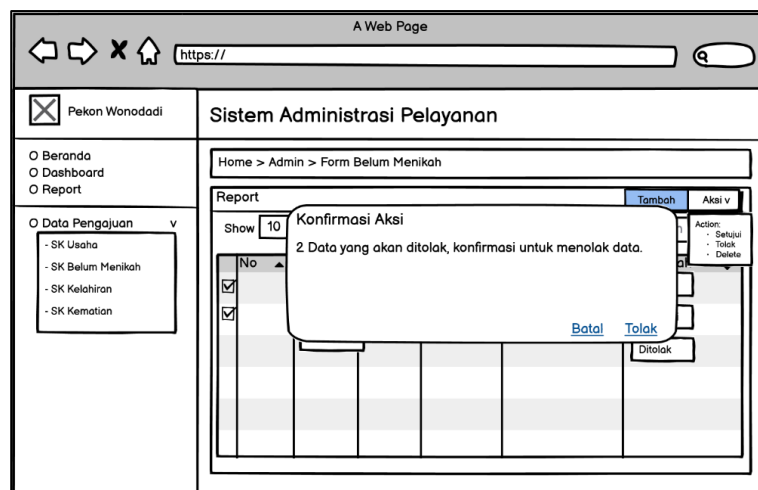 A Web Page
https://
Pekon Wonodadi
Sistem Administrasi Pelayanan
O Beranda
O Dashboard
O Report
O Data Pengajuan v
- SK Usaha
- SK Belum Menikah
- SK Kelahiran
- SK Kematian
Home > Admin > Form Belum Menikah
Report
Tambah
Aksi v
Show 10
Action:
· Setujui
· Tolak
· Delete
No
Konfirmasi Aksi
2 Data yang akan ditolak, konfirmasi untuk menolak data.
Batal Tolak
Ditolak